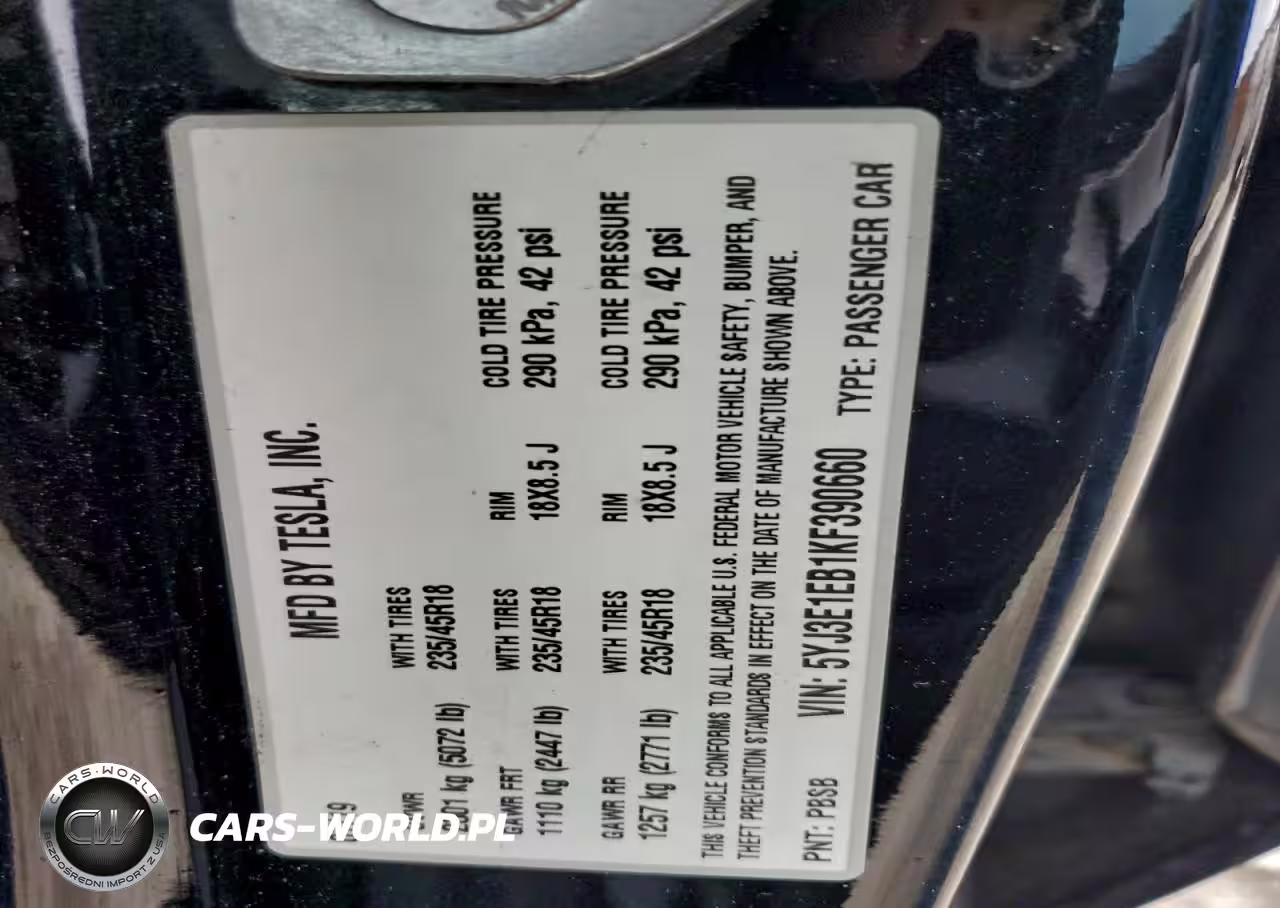 MFD BY TESLA, INC.
WITH TIRES
(5072 lb) 235/45R18
GAWR FRT WITH TIRES RIM COLD TIRE PRESSURE
1110 kg (2447 lb) 235/45R18 18X8.5 J 290 kPa, 42 psi
GAWR RR WITH TIRES RIM COLD TIRE PRESSURE
1257 kg (2771 lb) 235/45R18 18X8.5 J 290 kPa, 42 psi
THIS VEHICLE CONFORMS TO ALL APPLICABLE U.S. FEDERAL MOTOR VEHICLE SAFETY, BUMPER, AND
THEFT PREVENTION STANDARDS IN EFFECT ON THE DATE OF MANUFACTURE SHOWN ABOVE.
PNT: PBSB VIN: 5YJ3E1EB1KF390660 TYPE: PASSENGER CAR
CARS-WORLD
CW
BEZPOŚREDNI IMPORT Z USA
CARS-WORLD.PL